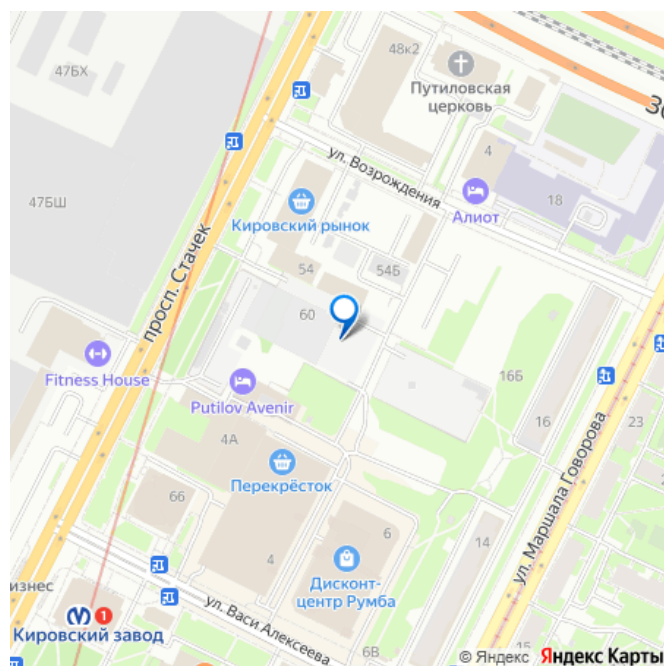 48к2
47БХ
Путиловская
церковь
ул. Возрождения
4
18
Алиот
47БШ
Кировский рынок
просп. Стачек
54
54Б
60
Fitness House
Putilov Avenir
16Б
16
23
4А
Перекрёсток
66
6
14
ул. Маршала Говорова
4
Дисконт-
центр Румба
ул. Васи Алексеева
6В
15
1
Кировский завод
© Яндекс Яндекс Карты